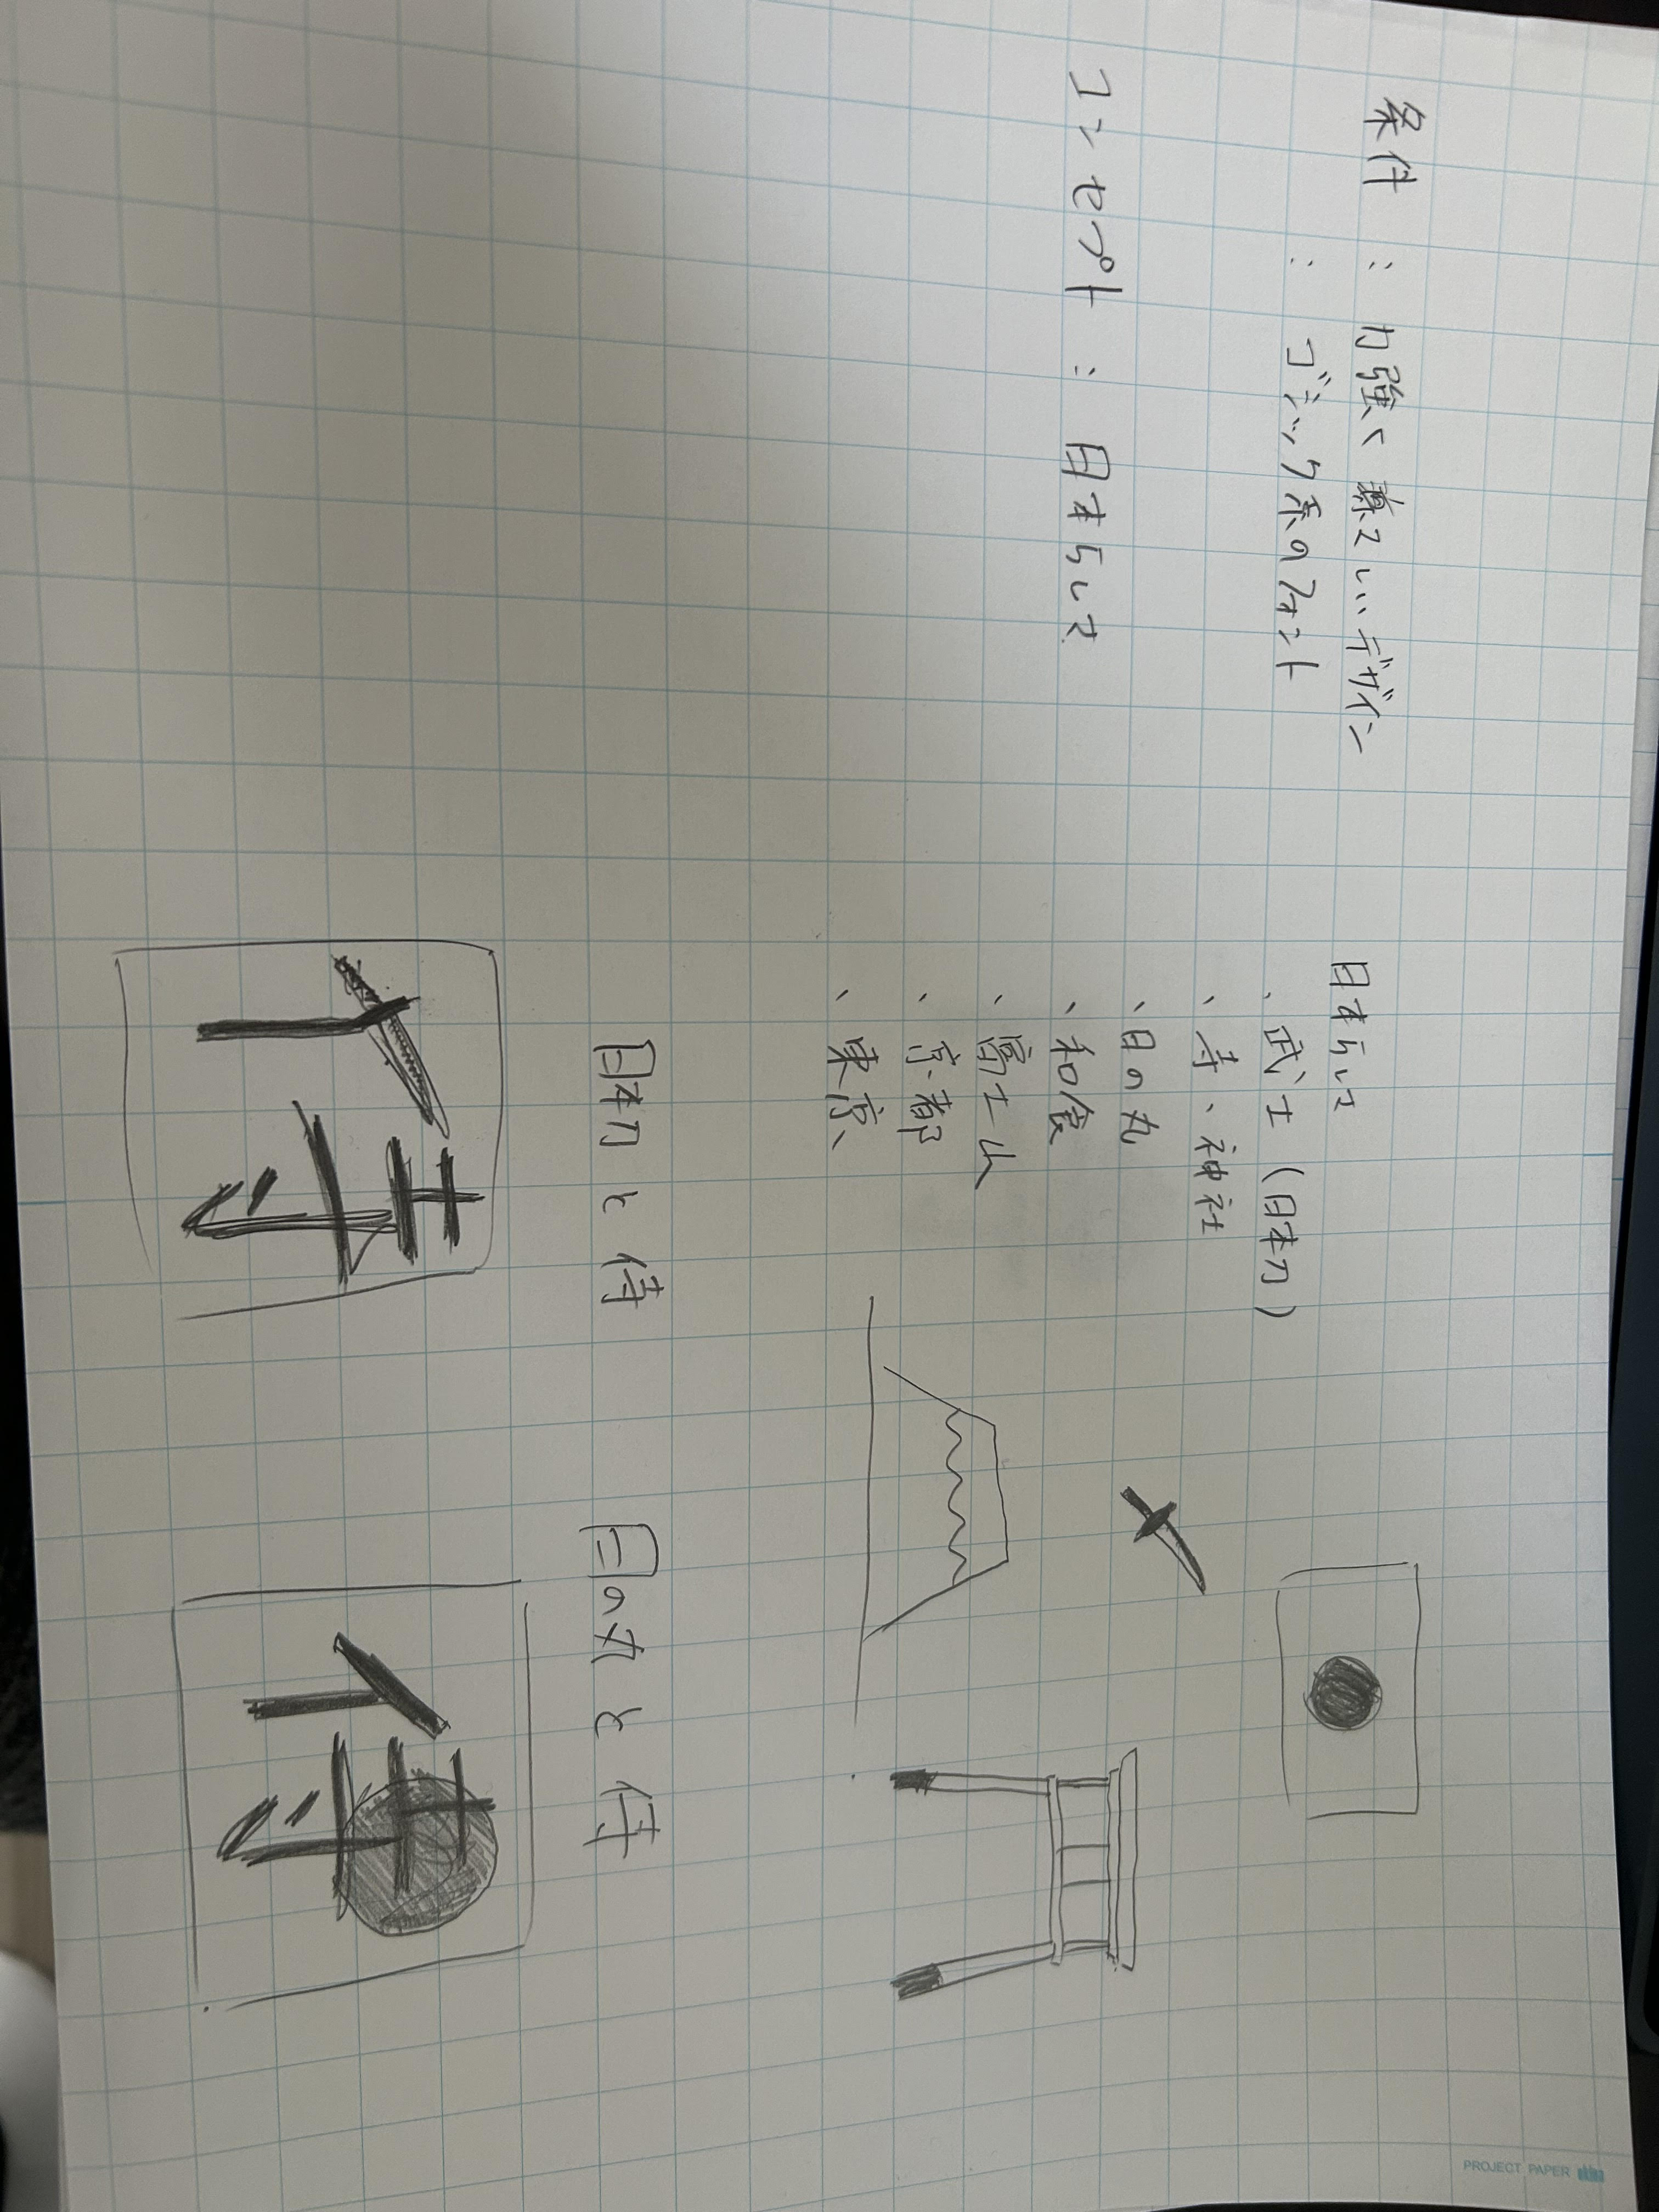 条件 : 力強く 寡といデザイン
: ゴジック系のフォント
コンセプト : 日本らしさ
日本らしさ
、武士 (日本刀)
、寺、神社
、日の丸
、和食
、富士山
、京都
、東京
日本刀 と 侍
侍
日の丸 と 侍
侍
PROJECT PAPER